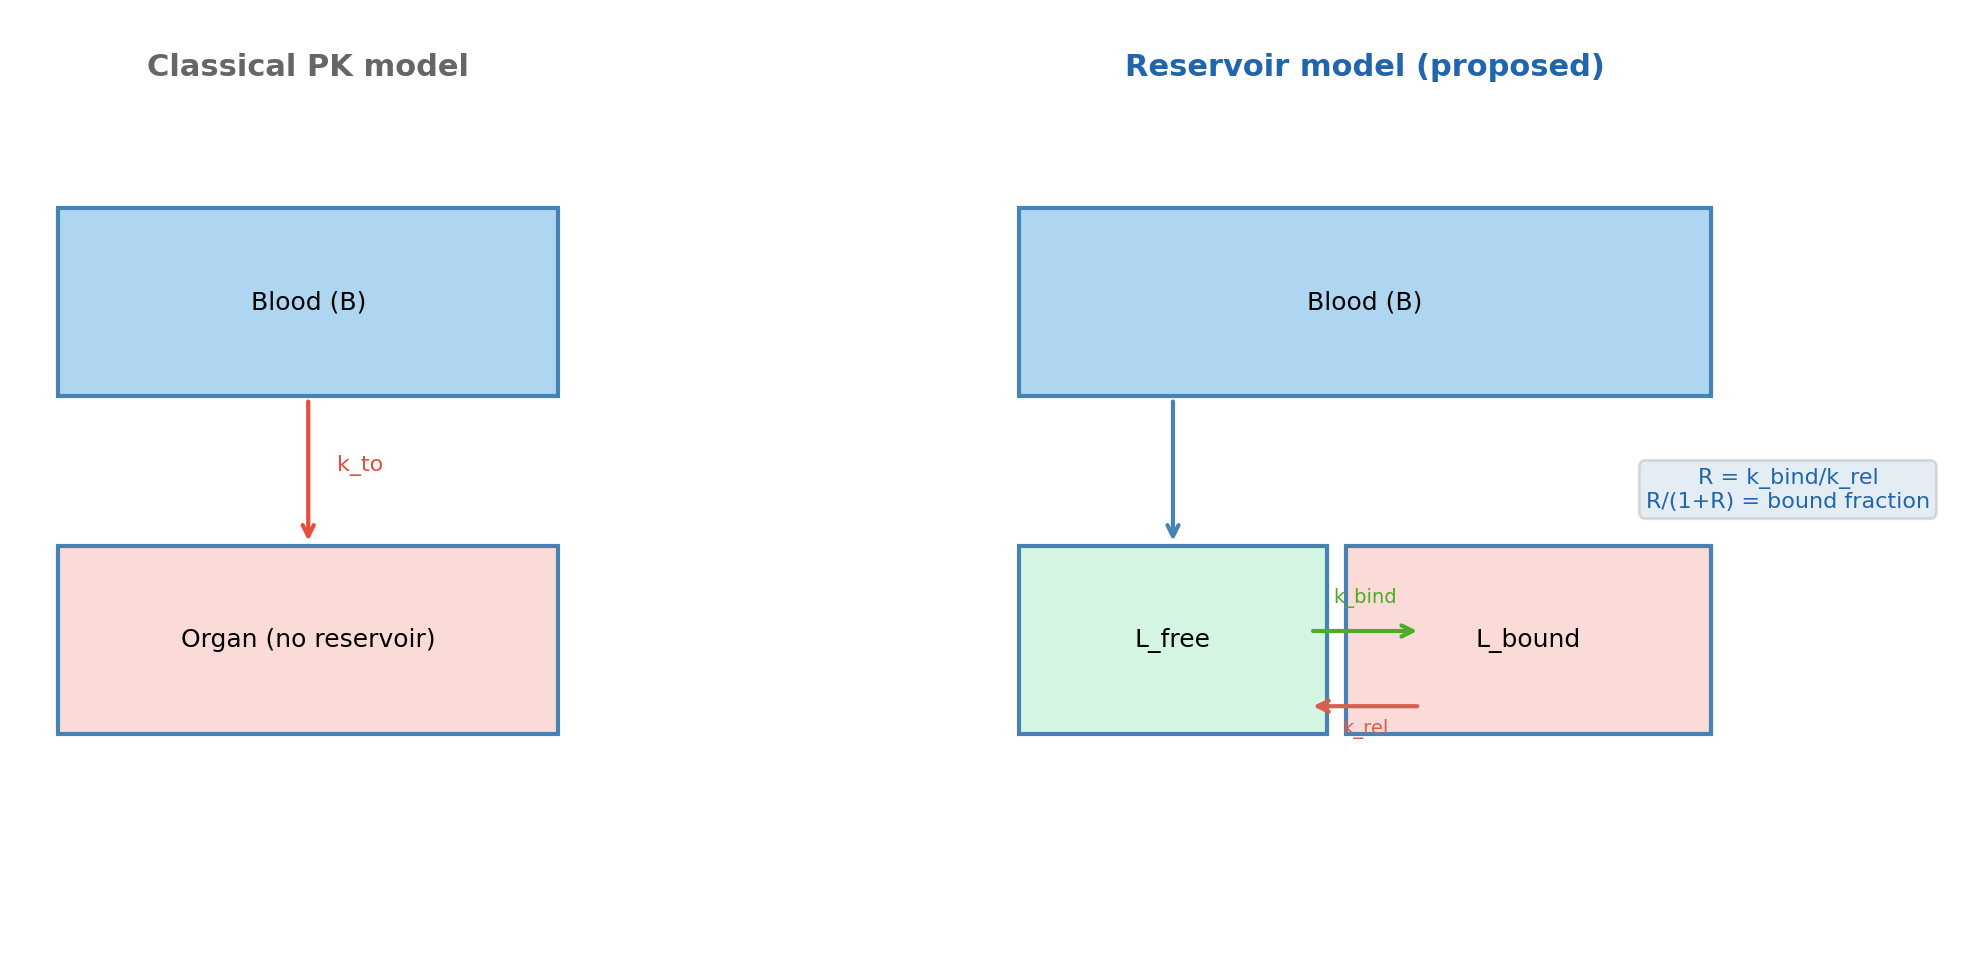 Classical PK model
Blood (B)
k_to
Organ (no reservoir)
Reservoir model (proposed)
Blood (B)
R = k_bind/k_rel
R/(1+R) = bound fraction
L_free
k_bind
k_rel
L_bound